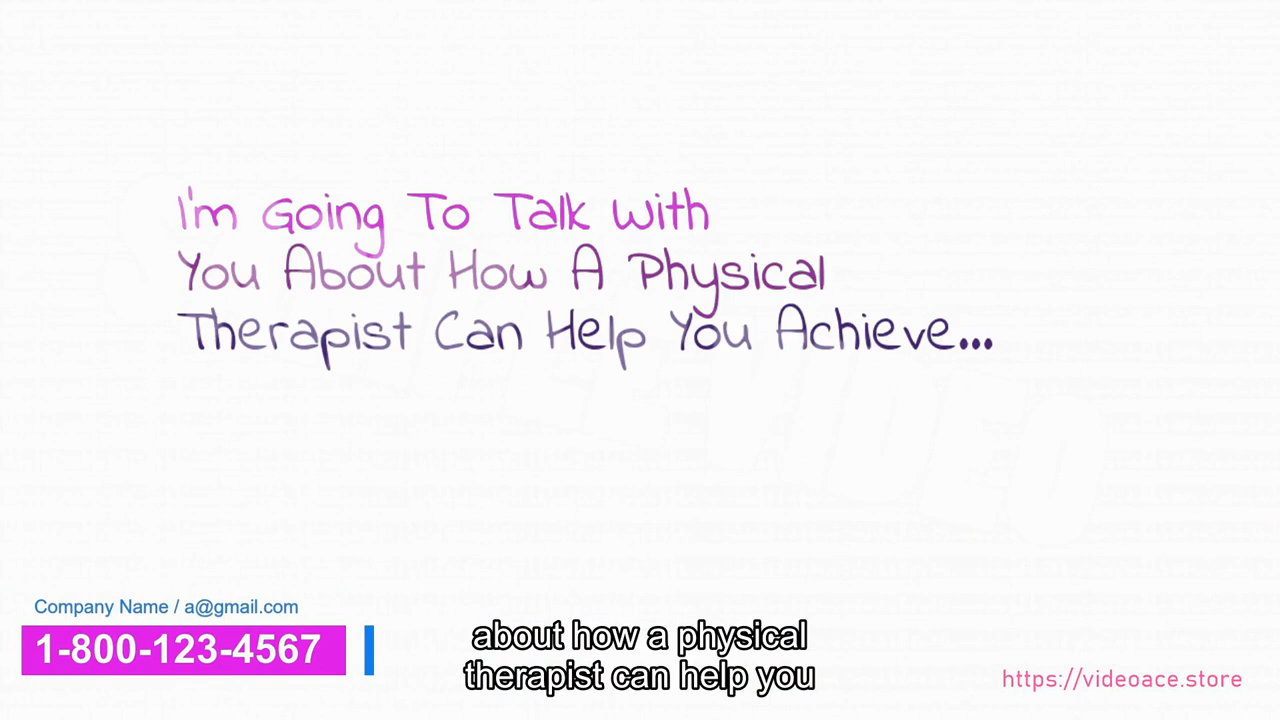 I'm Going To Talk With
You About How A Physical
Therapist Can Help You Achieve...
Company Name / a@gmail.com
1-800-123-4567
about how a physical
therapist can help you
https://videoace.store